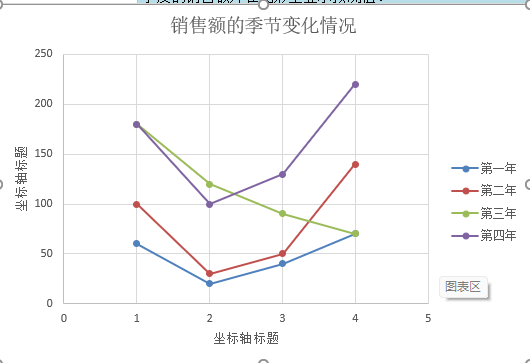 销售额的季节变化情况
250
200
150
100
50
0
坐标轴标题
0 1 2 3 4 5
坐标轴标题
第一年
第二年
第三年
第四年
图表区